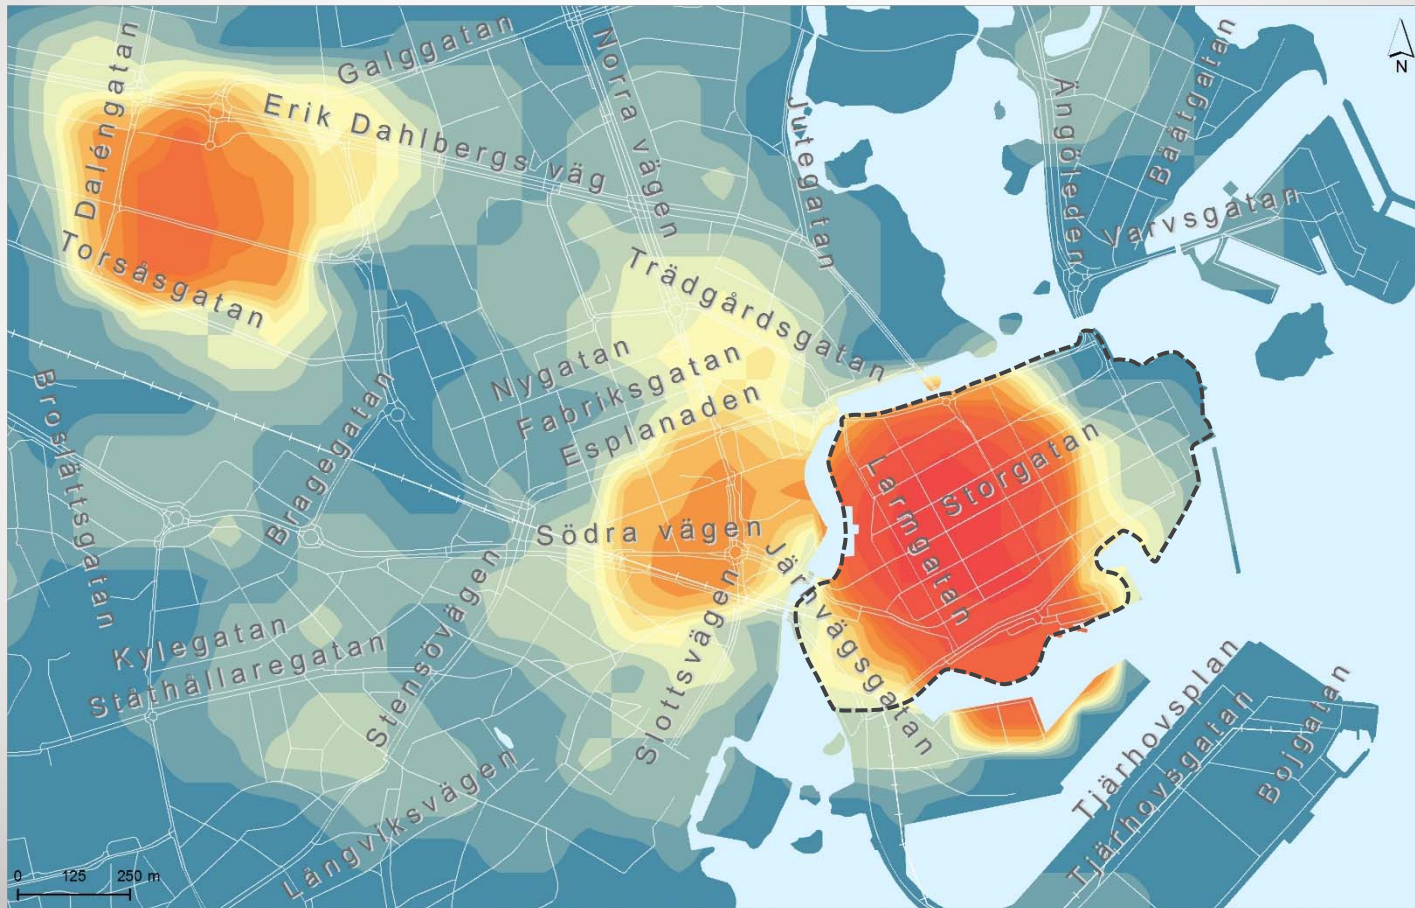 Galggatan
Norra vägen
Daléngatan
Erik Dahlbergs väg
Jutegatan
Ängöleden
Båtgatan
N
Varvsgatan
Torsåsgatan
Trädgårdsgatan
Nygatan
Fabriksgatan
Esplanaden
Broslättsgatan
Bragegatan
Larmgatan
Storgatan
Södra vägen
Järnvägsgatan
Kylegatan
Ståthållaregatan
Stensövägen
Slottsvägen
Långviksvägen
Tjärhovsplan
Tjärhovsgatan
Bojgatan
0 125 250 m